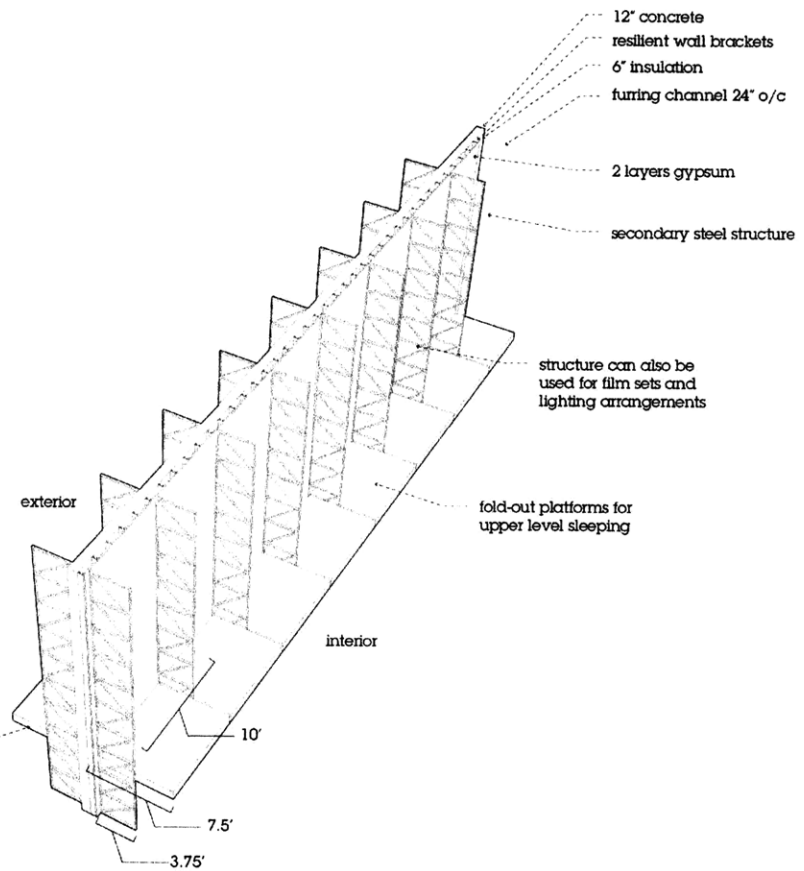 12" concrete
resilient wall brackets
6" insulation
furring channel 24" o/c
2 layers gypsum
secondary steel structure
structure can also be
used for film sets and
lighting arrangements
exterior
fold-out platforms for
upper level sleeping
interior
10'
7.5'
3.75'